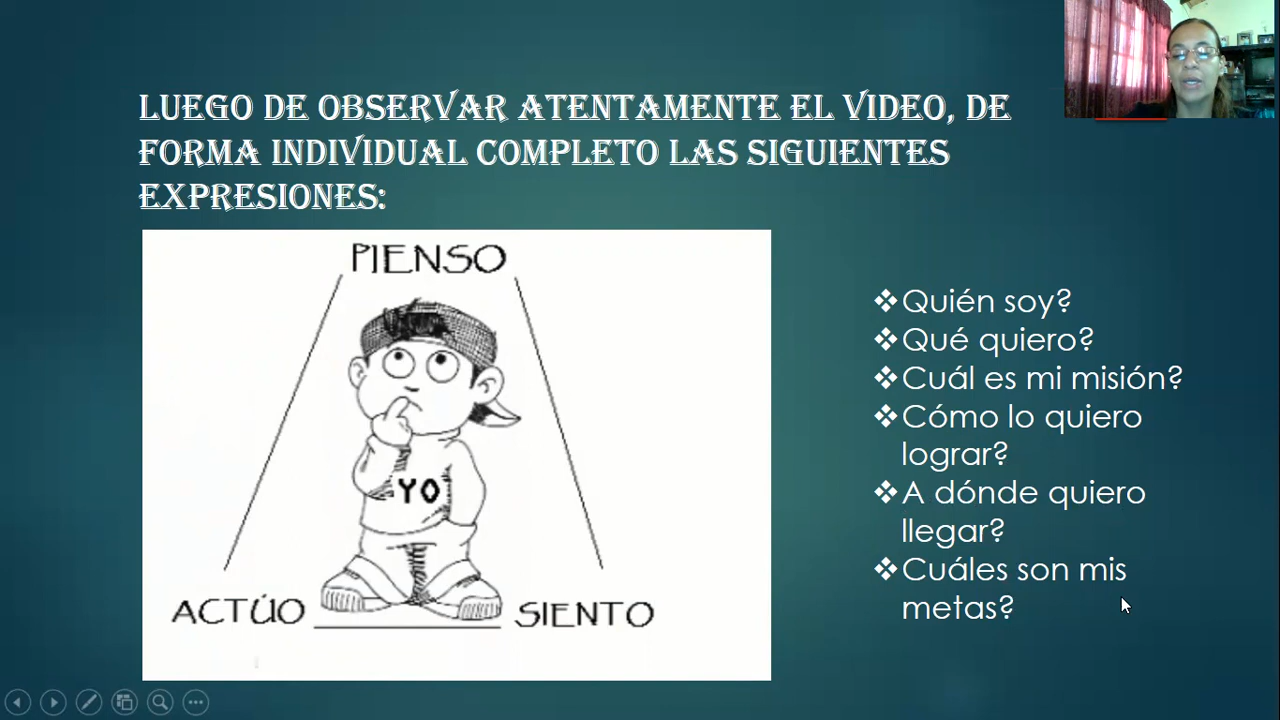 LUEGO DE OBSERVAR ATENTAMENTE EL VIDEO, DE
FORMA INDIVIDUAL COMPLETO LAS SIGUIENTES
EXPRESIONES:
PIENSO
YO
ACTÚO
SIENTO
❖Quién soy?
❖Qué quiero?
❖Cuál es mi misión?
❖Cómo lo quiero
lograr?
❖A dónde quiero
llegar?
❖Cuáles son mis
metas?